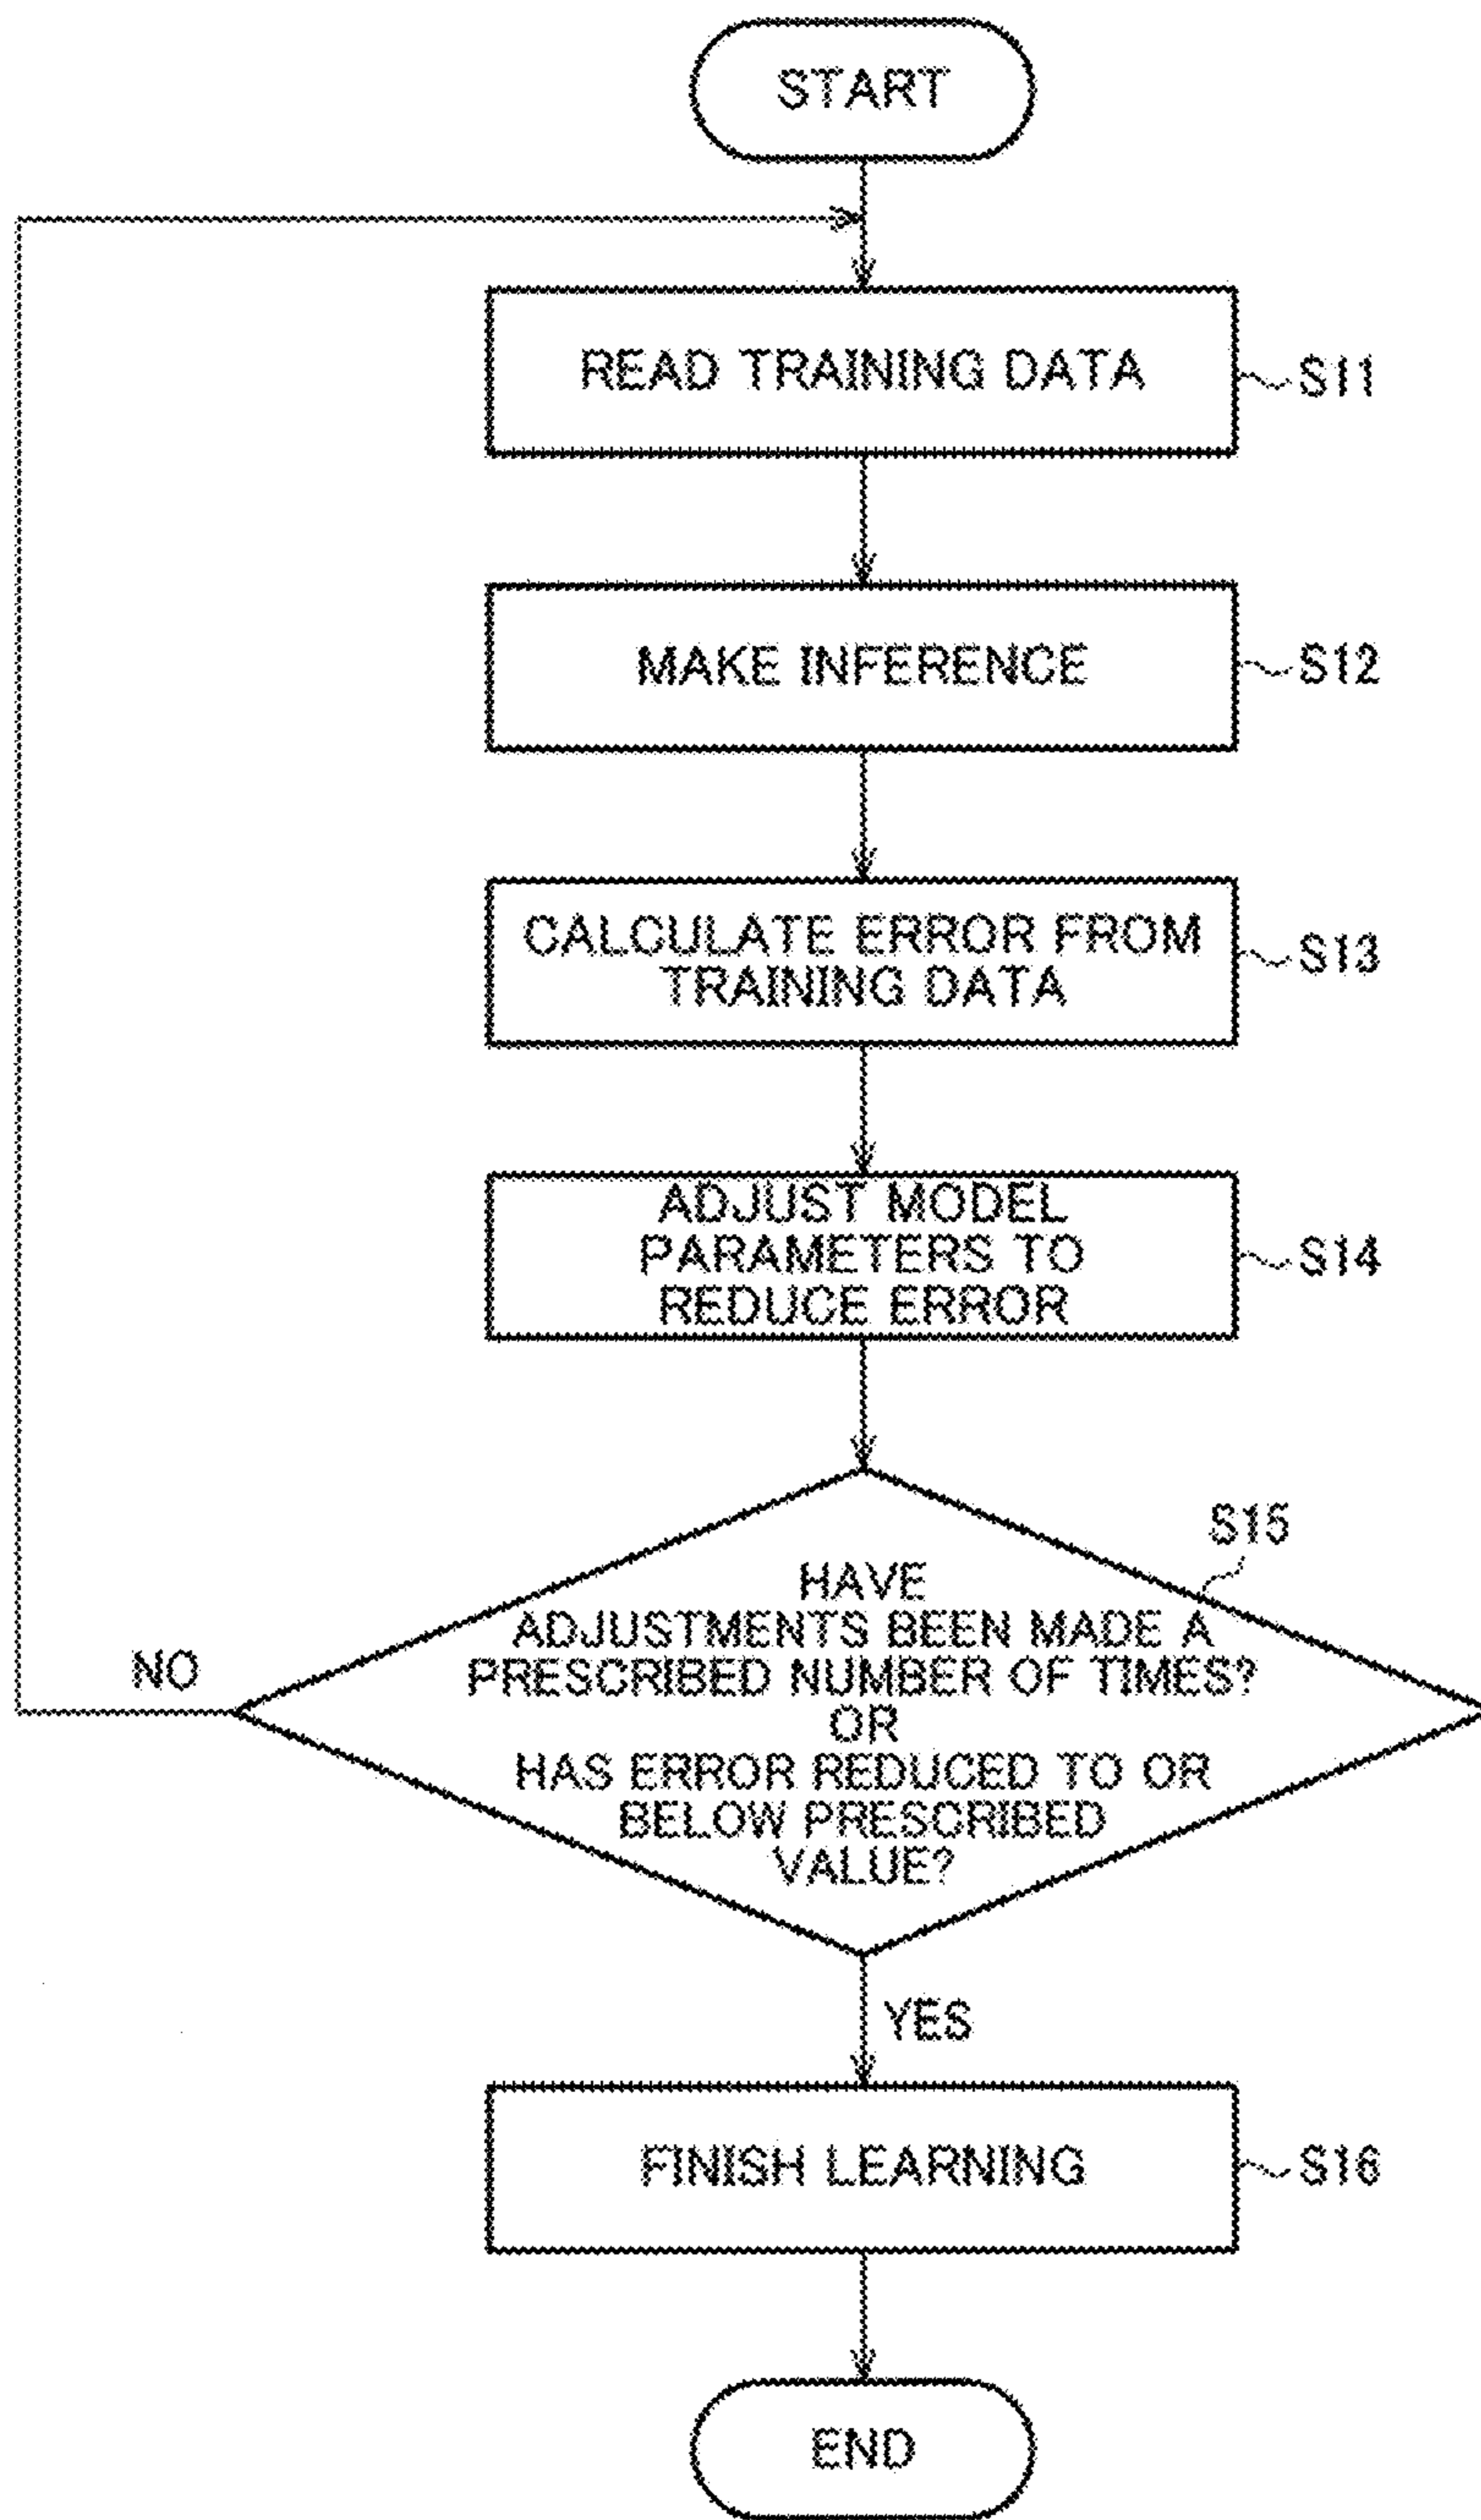 START
READ TRAINING DATA
S11
MAKE INFERENCE
S12
CALCULATE ERROR FROM
TRAINING DATA
S13
ADJUST MODEL
PARAMETERS TO
REDUCE ERROR
S14
S15
HAVE
ADJUSTMENTS BEEN MADE A
PRESCRIBED NUMBER OF TIMES?
OR
HAS ERROR REDUCED TO OR
BELOW PRESCRIBED
VALUE?
NO
YES
FINISH LEARNING
S16
END